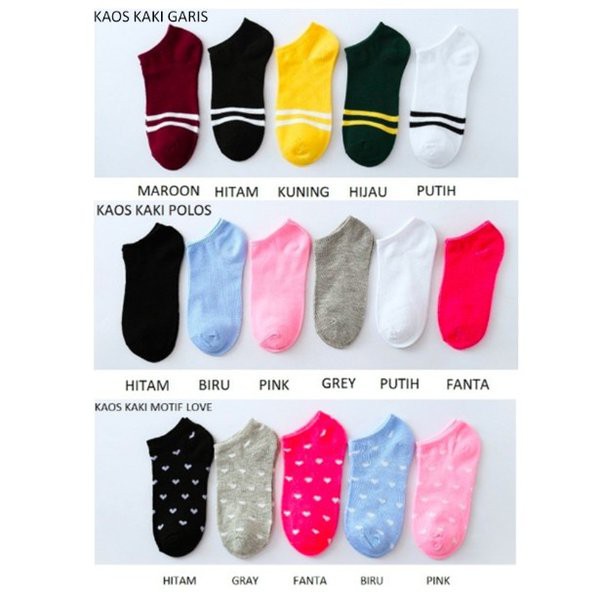 KAOS KAKI GARIS
MAROON HITAM KUNING HIJAU PUTIH
KAOS KAKI POLOS
HITAM BIRU PINK GREY PUTIH FANTA
KAOS KAKI MOTIF LOVE
HITAM GRAY FANTA BIRU PINK